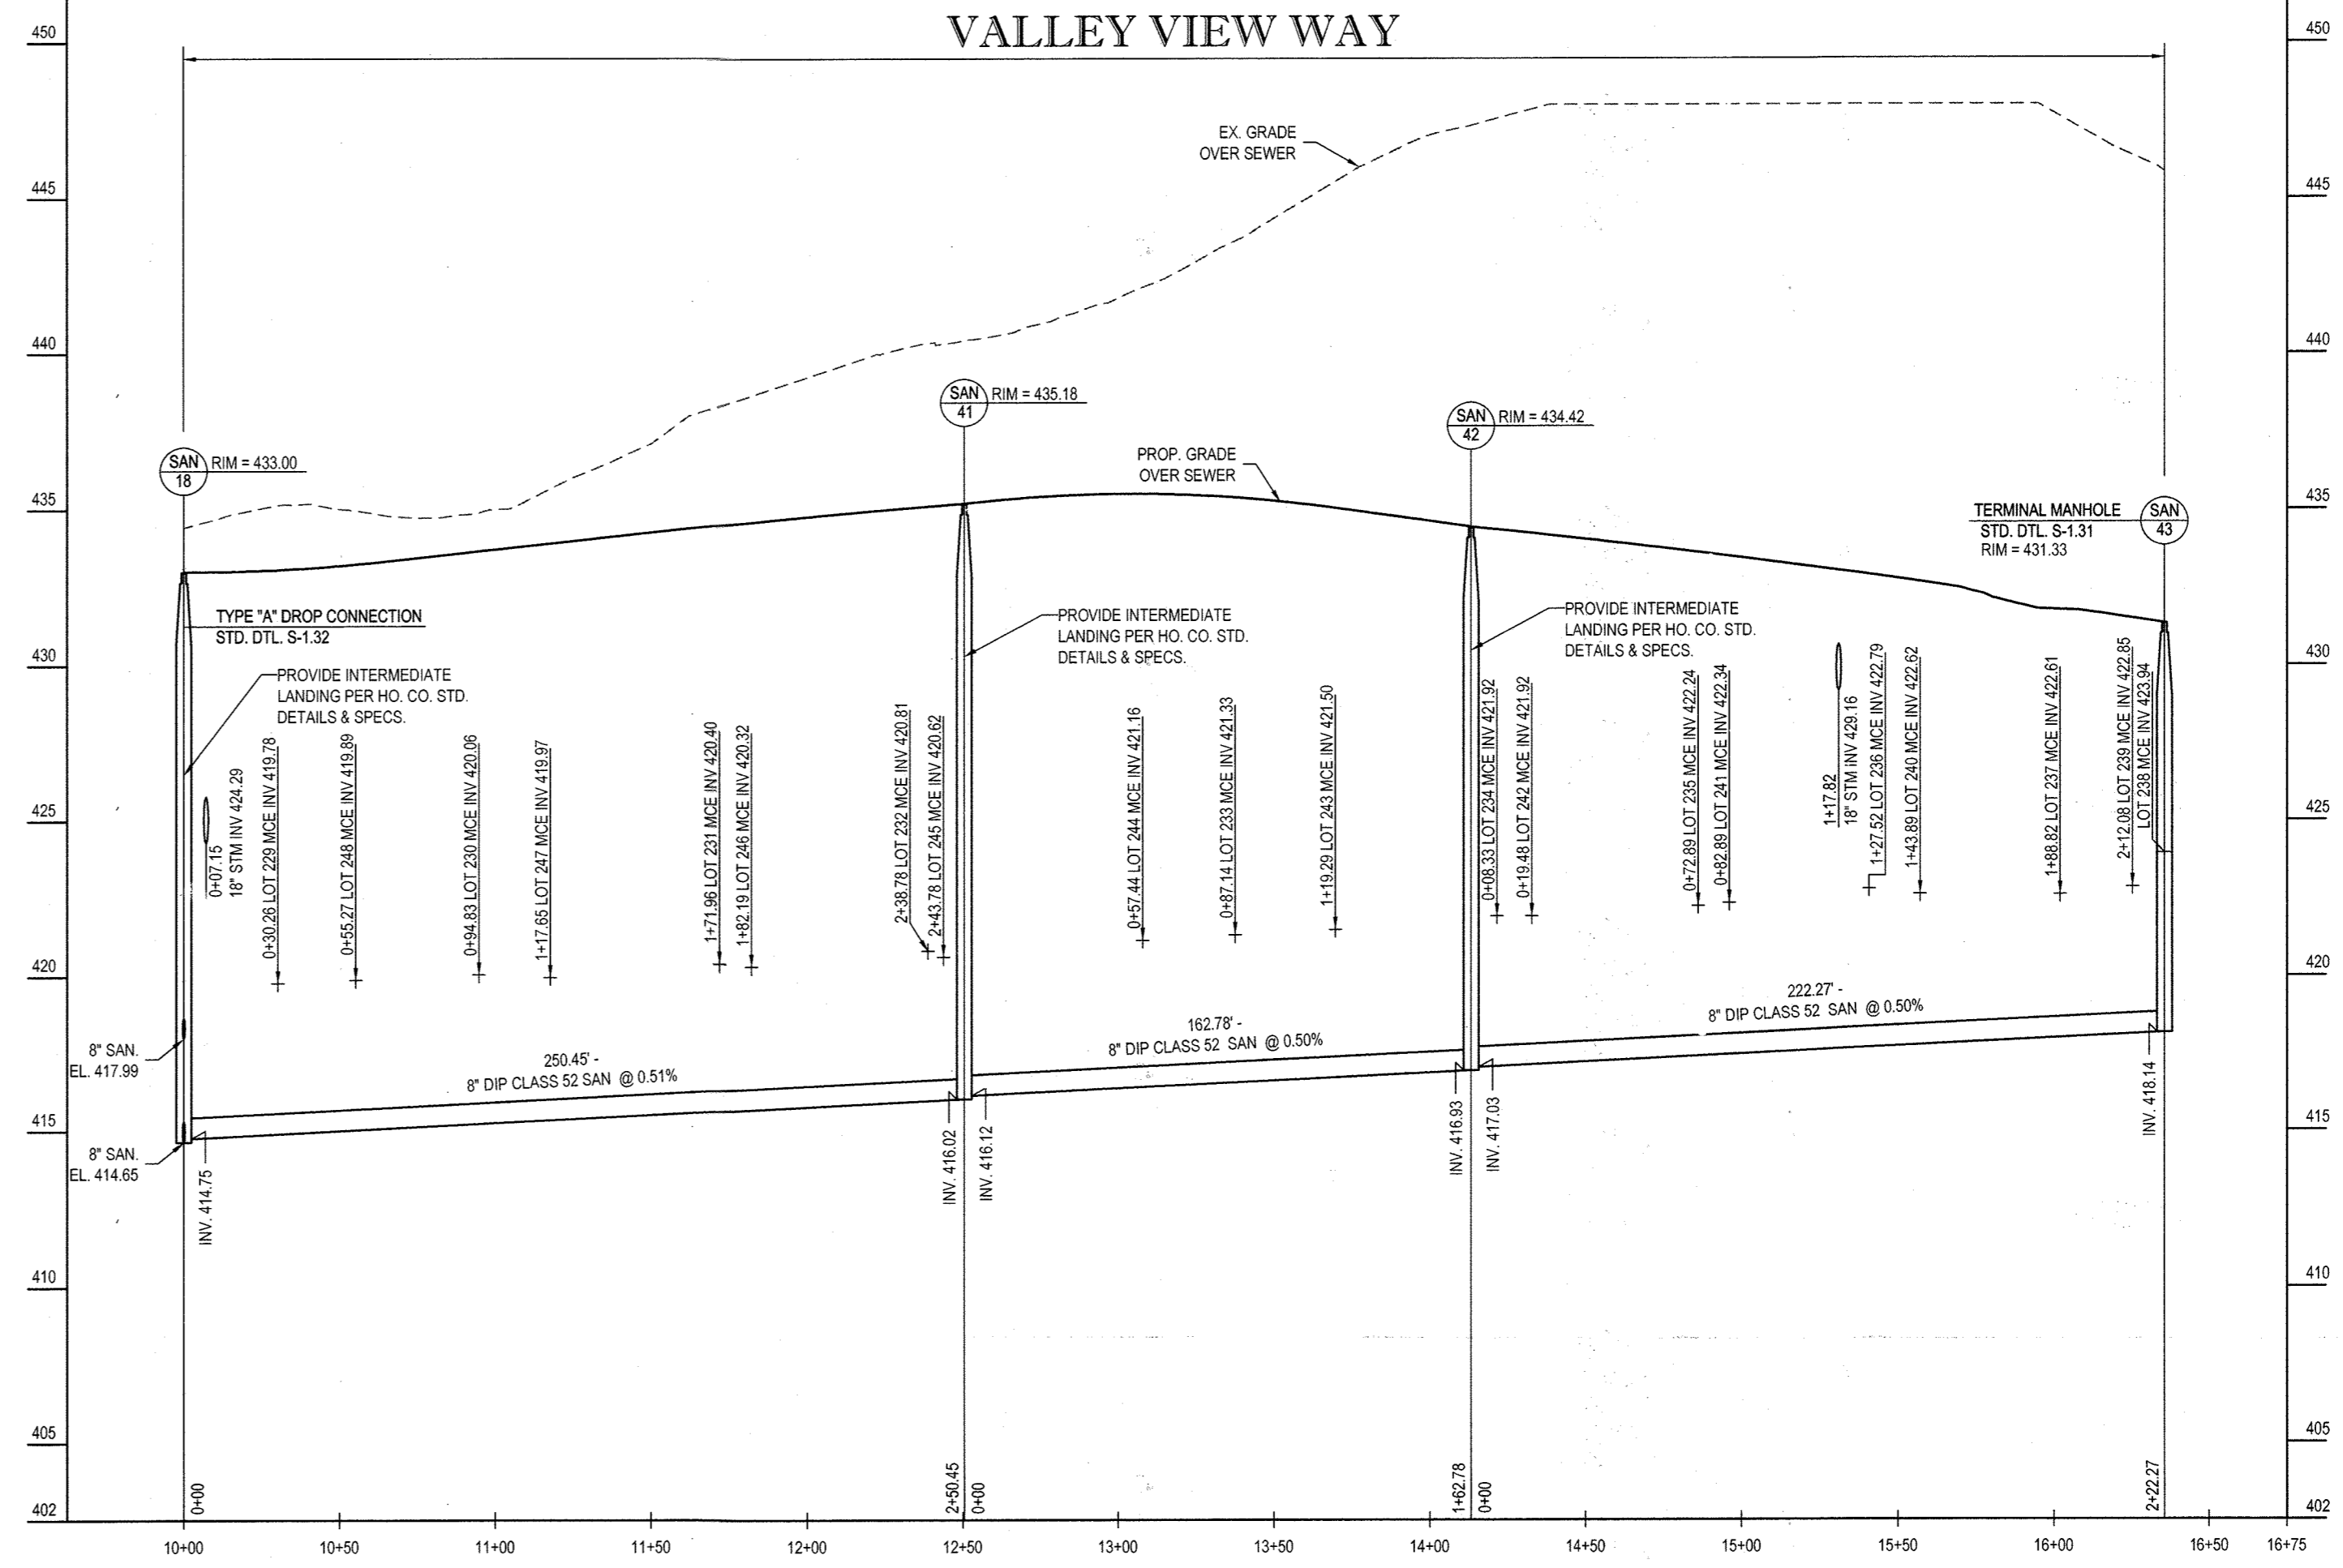 VALLEY VIEW WAY
450
450
EX. GRADE
OVER SEWER
445
445
440
440
SAN
41
RIM = 435.18
SAN
42
RIM = 434.42
SAN
18
RIM = 433.00
PROP. GRADE
OVER SEWER
435
435
TERMINAL MANHOLE
STD. DTL. S-1.31
RIM = 431.33
SAN
43
TYPE "A" DROP CONNECTION
STD. DTL. S-1.32
PROVIDE INTERMEDIATE
LANDING PER HO. CO. STD.
DETAILS & SPECS.
PROVIDE INTERMEDIATE
LANDING PER HO. CO. STD.
DETAILS & SPECS.
PROVIDE INTERMEDIATE
LANDING PER HO. CO. STD.
DETAILS & SPECS.
430
430
0+07.15
18" STM INV 424.29
0+30.26 LOT 229 MCE INV 419.78
0+55.27 LOT 248 MCE INV 419.89
0+94.83 LOT 230 MCE INV 420.06
1+17.65 LOT 247 MCE INV 419.97
1+71.96 LOT 231 MCE INV 420.40
1+82.19 LOT 246 MCE INV 420.32
2+38.78 LOT 232 MCE INV 420.81
2+43.78 LOT 245 MCE INV 420.62
0+57.44 LOT 244 MCE INV 421.16
0+87.14 LOT 233 MCE INV 421.33
1+19.29 LOT 243 MCE INV 421.50
0+08.33 LOT 234 MCE INV 421.92
0+19.48 LOT 242 MCE INV 421.92
0+72.89 LOT 235 MCE INV 422.24
0+82.89 LOT 241 MCE INV 422.34
1+17.82
18" STM INV 429.16
1+27.52 LOT 236 MCE INV 422.79
1+43.89 LOT 240 MCE INV 422.62
1+88.82 LOT 237 MCE INV 422.61
2+12.08 LOT 239 MCE INV 422.85
LOT 238 MCE INV 423.94
425
425
420
420
8" SAN.
EL. 417.99
250.45' -
8" DIP CLASS 52 SAN @ 0.51%
162.78' -
8" DIP CLASS 52 SAN @ 0.50%
222.27' -
8" DIP CLASS 52 SAN @ 0.50%
415
415
8" SAN.
EL. 414.65
INV. 414.75
INV. 416.02
INV. 416.12
INV. 416.93
INV. 417.03
INV. 418.14
410
410
405
405
0+00
2+50.45
0+00
1+62.78
0+00
2+22.27
402
402
10+00
10+50
11+00
11+50
12+00
12+50
13+00
13+50
14+00
14+50
15+00
15+50
16+00
16+50
16+75